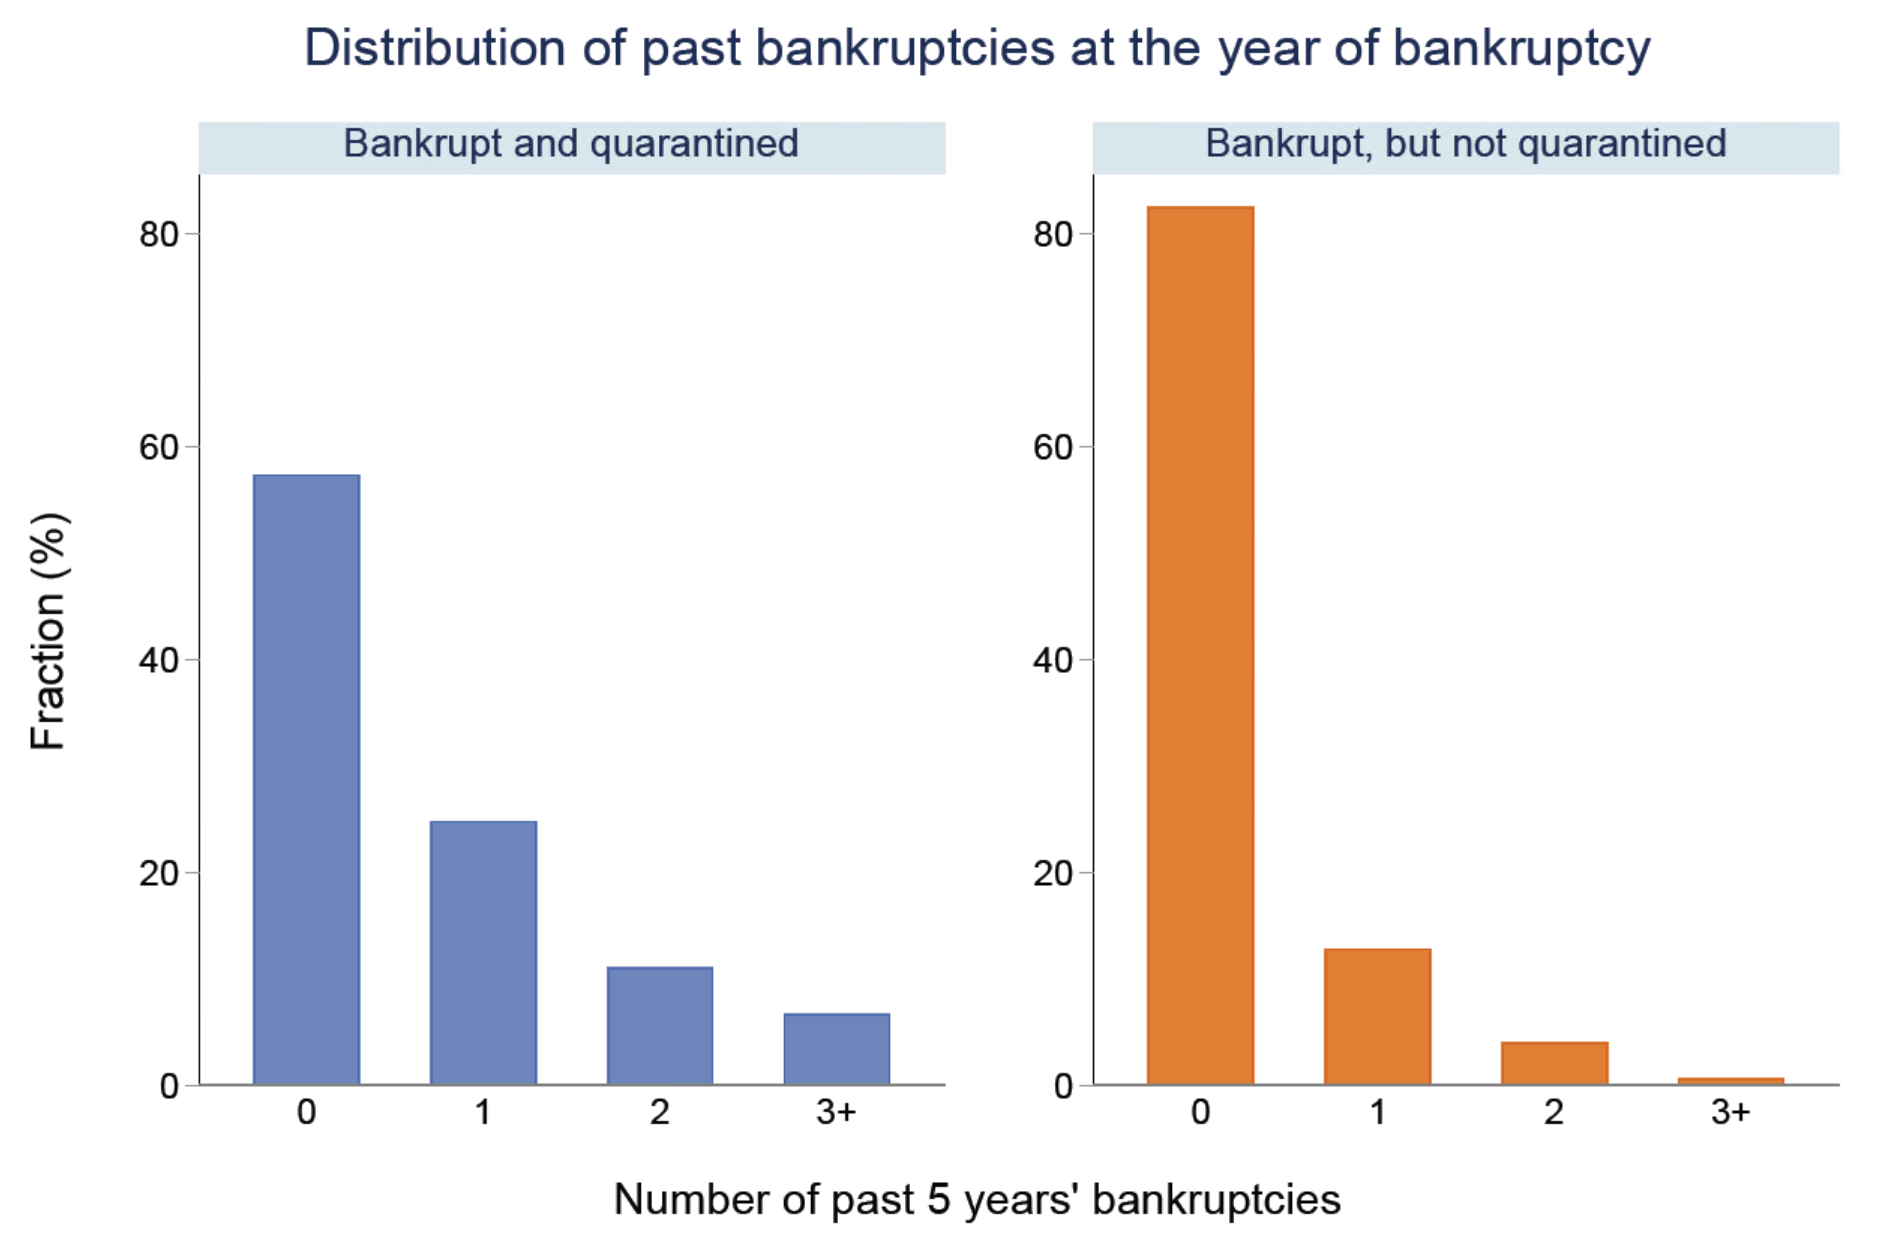 Distribution of past bankruptcies at the year of bankruptcy
Bankrupt and quarantined
Bankrupt, but not quarantined
Fraction (%)
80
60
40
20
0
0 1 2 3+
80
60
40
20
0
0 1 2 3+
Number of past 5 years' bankruptcies